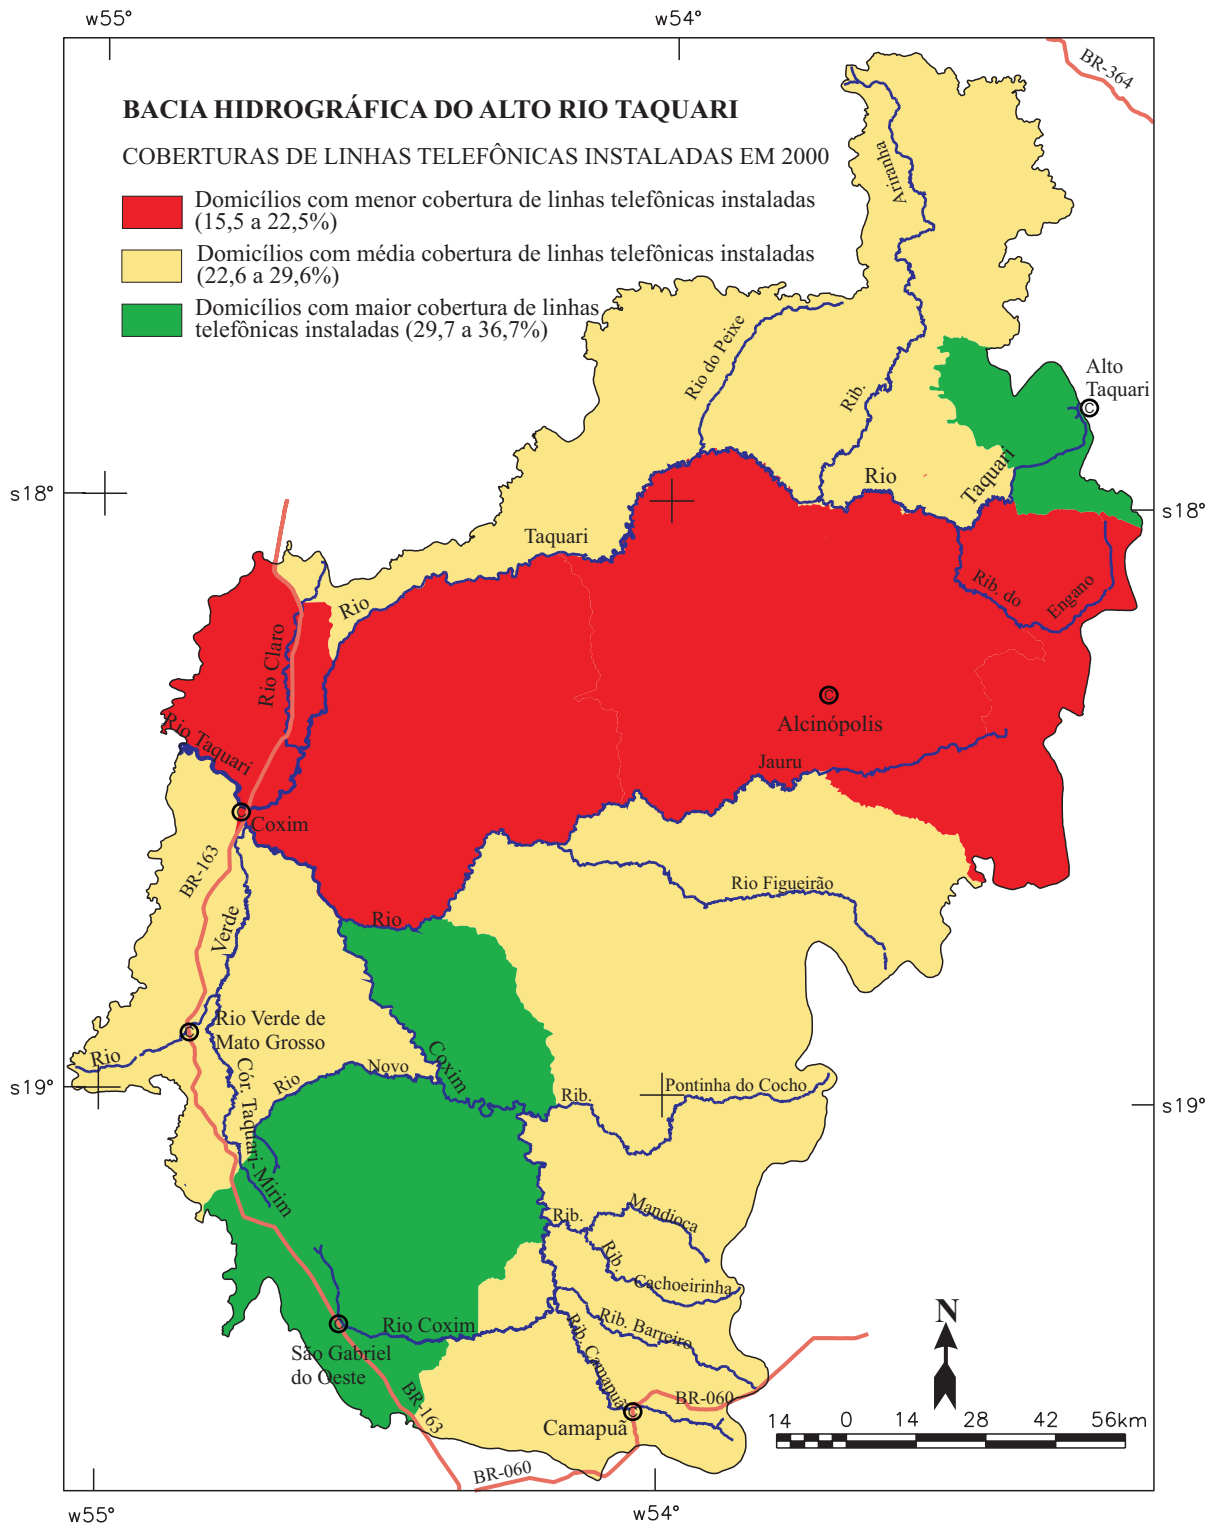 w55°
w54°
BR-364
BACIA HIDROGRÁFICA DO ALTO RIO TAQUARI
COBERTURAS DE LINHAS TELEFÔNICAS INSTALADAS EM 2000
Domicílios com menor cobertura de linhas telefônicas instaladas
(15,5 a 22,5%)
Domicílios com média cobertura de linhas telefônicas instaladas
(22,6 a 29,6%)
Domicílios com maior cobertura de linhas
telefônicas instaladas (29,7 a 36,7%)
Ariranha
Rio do Peixe
Rib.
Alto
Taquari
C
Rio
Taquari
s18°
s18°
Taquari
Rio
Rib. do
Engano
Rio Claro
C
Alcinópolis
Rio Taquari
Jauru
C
Coxim
BR-163
Rio Figueirão
Verde
Rio
Rio Verde de
Mato Grosso
C
Rio
Coxim
Novo
Rio
Cór. Taquari-Mirim
s19°
Rib.
Pontinha do Cocho
s19°
Rib.
Mandioca
Rib.
Cachoeirinha
N
C
Rio Coxim
Rib. Barreiro
São Gabriel
do Oeste
Rib. Camapuã
BR-163
BR-060
C
Camapuã
14 0 14 28 42 56km
BR-060
w55°
w54°